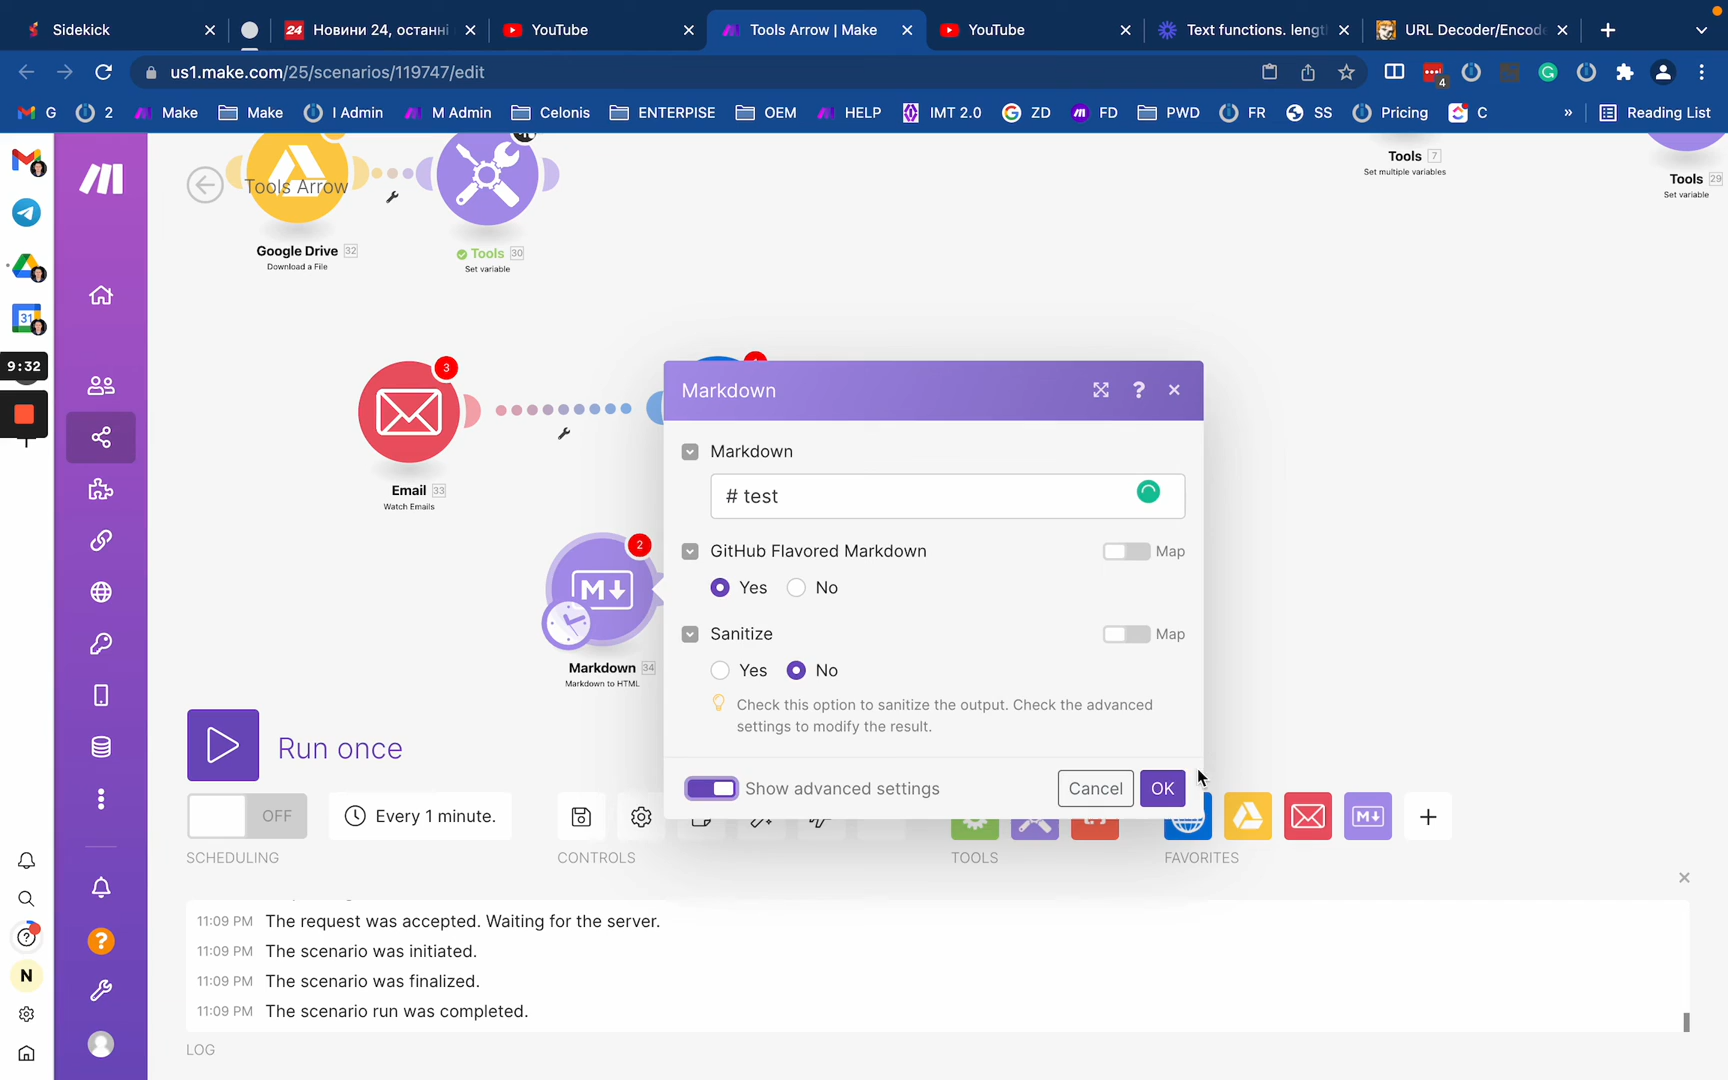 Sidekick
24 Новини 24, останні
YouTube
Tools Arrow | Make
YouTube
Text functions. lengt
URL Decoder/Encode
us1.make.com/25/scenarios/119747/edit
4
G
2
Make
Make
I Admin
M Admin
Celonis
ENTERPISE
OEM
HELP
IMT 2.0
ZD
FD
PWD
FR
SS
Pricing
C
»
Reading List
Tools Arrow
Google Drive 32
Download a File
Tools 30
Set variable
Tools 7
Set multiple variables
Tools 29
Set variable
31
9:32
3
Email 33
Watch Emails
2
M
Markdown 34
Markdown to HTML
Markdown
?
Markdown
# test
GitHub Flavored Markdown
Map
Yes
No
Sanitize
Map
Yes
No
Check this option to sanitize the output. Check the advanced
settings to modify the result.
Show advanced settings
Cancel
OK
Run once
OFF
Every 1 minute.
M
SCHEDULING
CONTROLS
TOOLS
FAVORITES
11:09 PM The request was accepted. Waiting for the server.
11:09 PM The scenario was initiated.
11:09 PM The scenario was finalized.
11:09 PM The scenario run was completed.
LOG
?
?
N